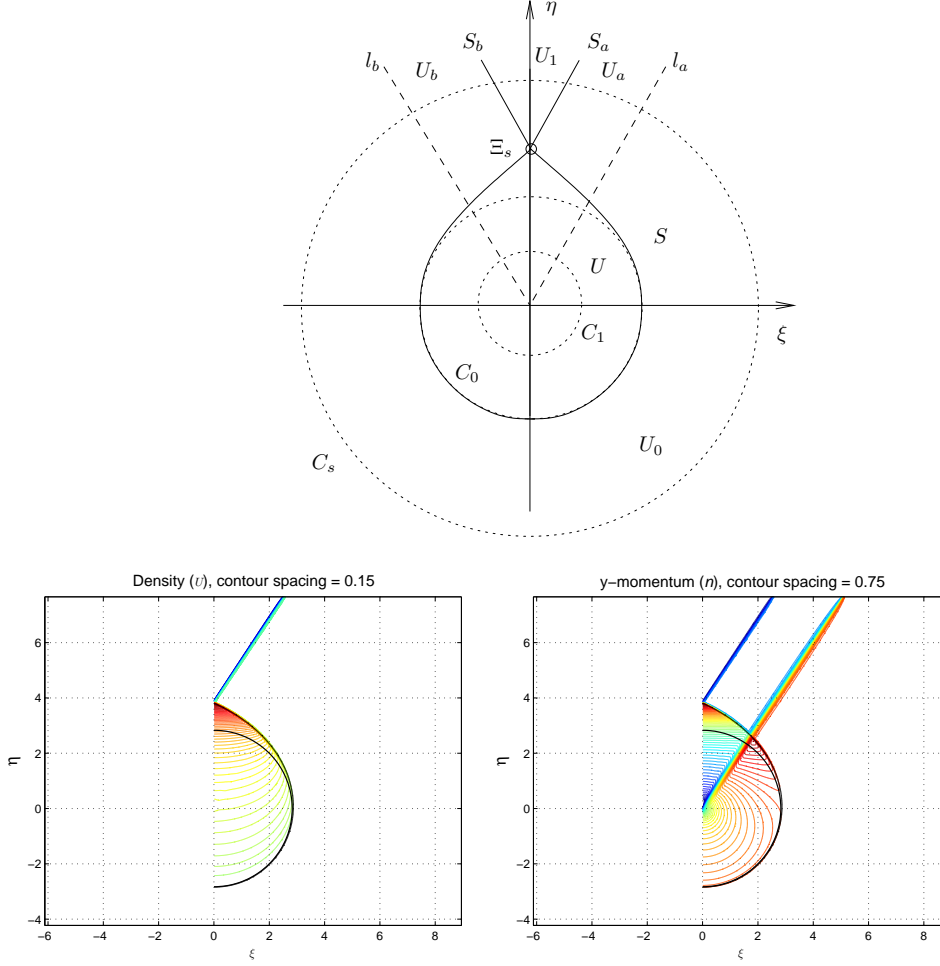 η
S_b
U_1
S_a
l_b
U_b
U_a
l_a
Ξ_s
S
U
C_1
ξ
C_0
U_0
C_s
Density (U), contour spacing = 0.15
6
4
2
0
−2
−4
η
−6 −4 −2 0 2 4 6 8
ξ
y−momentum (n), contour spacing = 0.75
6
4
2
0
−2
−4
η
−6 −4 −2 0 2 4 6 8
ξ